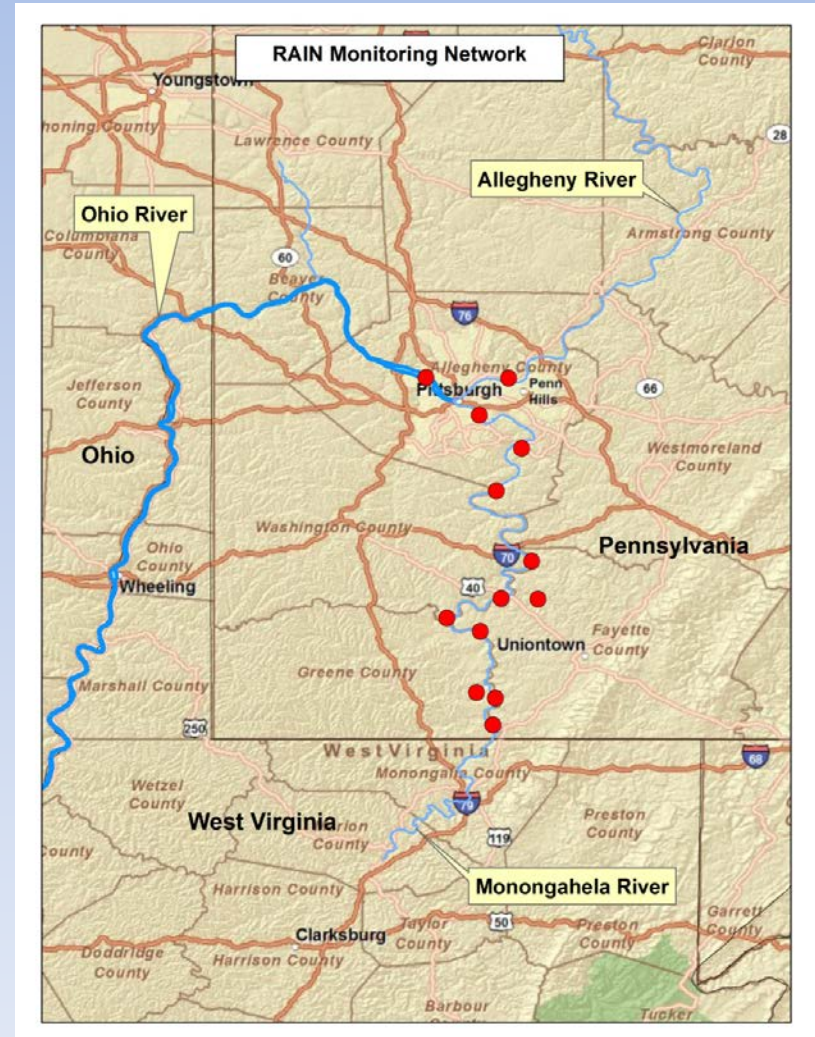 RAIN Monitoring Network
Clarion
County
Youngstown
honing County
28
Lawrence County
Allegheny River
Ohio River
Columbiana
County
Armstrong County
60
Beaver
County
76
Allegheny County
Jefferson
County
Pittsburgh
Penn
Hills
66
Ohio
Westmoreland
County
Washington County
Pennsylvania
Ohio
County
70
Wheeling
40
Fayette
County
Uniontown
Greene County
Marshall County
250
West Virginia
68
Monongalia County
Wetzel
County
79
West Virginia
Marion
County
Preston
County
119
ounty
Monongahela River
Harrison County
Garrett
County
Taylor
County
50
Preston
County
Clarksburg
Doddridge
County
Harrison County
Barbour
County
Tucker